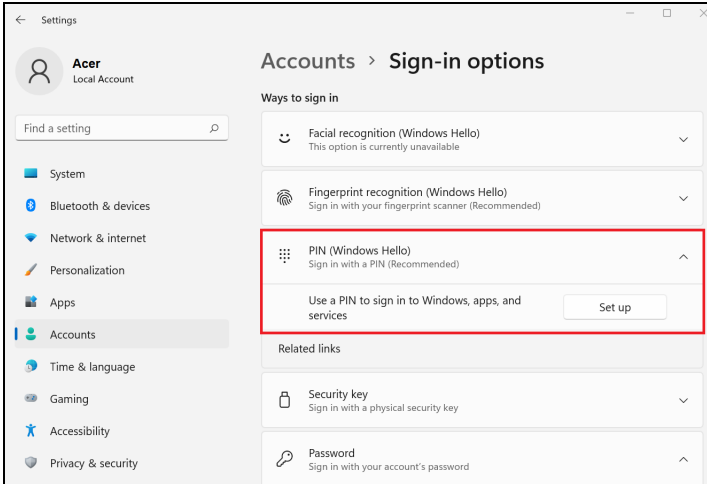 Settings
Acer
Local Account
Find a setting
System
Bluetooth & devices
Network & internet
Personalization
Apps
Accounts
Time & language
Gaming
Accessibility
Privacy & security
Accounts > Sign-in options
Ways to sign in
Facial recognition (Windows Hello)
This option is currently unavailable
Fingerprint recognition (Windows Hello)
Sign in with your fingerprint scanner (Recommended)
PIN (Windows Hello)
Sign in with a PIN (Recommended)
Use a PIN to sign in to Windows, apps, and
services
Set up
Related links
Security key
Sign in with a physical security key
Password
Sign in with your account's password